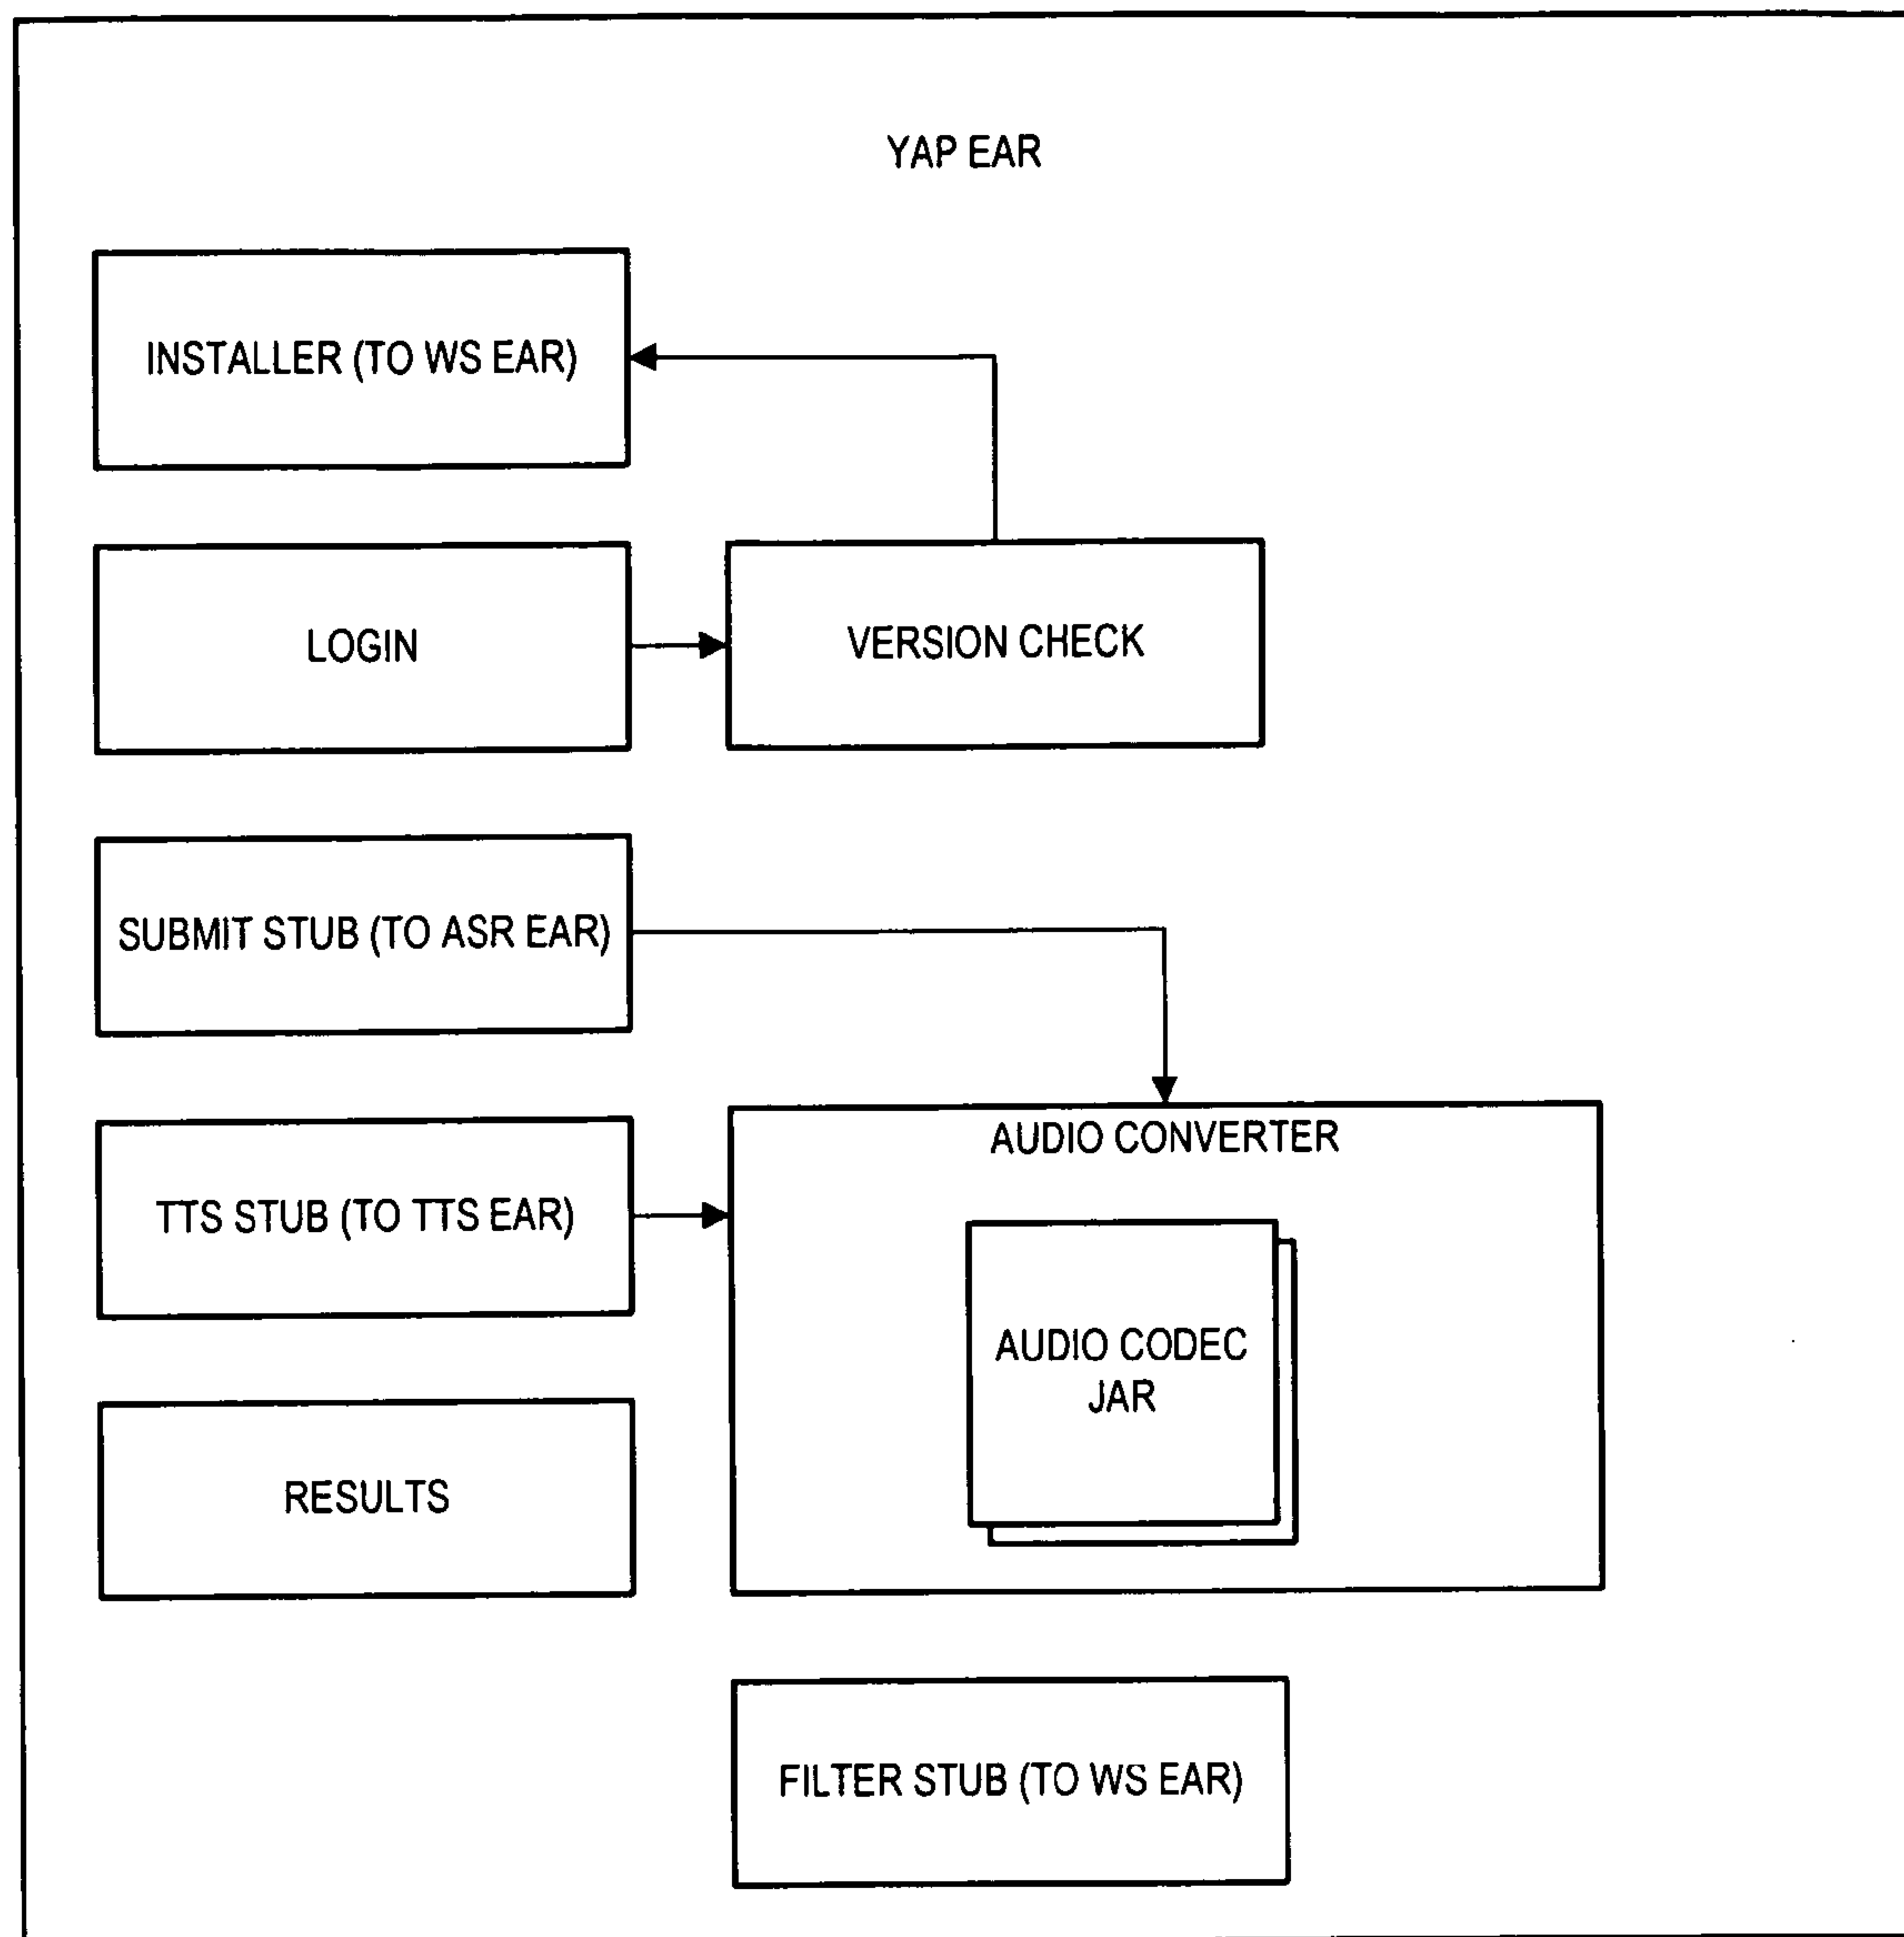 YAP EAR
INSTALLER (TO WS EAR)
LOGIN
VERSION CHECK
SUBMIT STUB (TO ASR EAR)
AUDIO CONVERTER
TTS STUB (TO TTS EAR)
AUDIO CODEC
JAR
RESULTS
FILTER STUB (TO WS EAR)